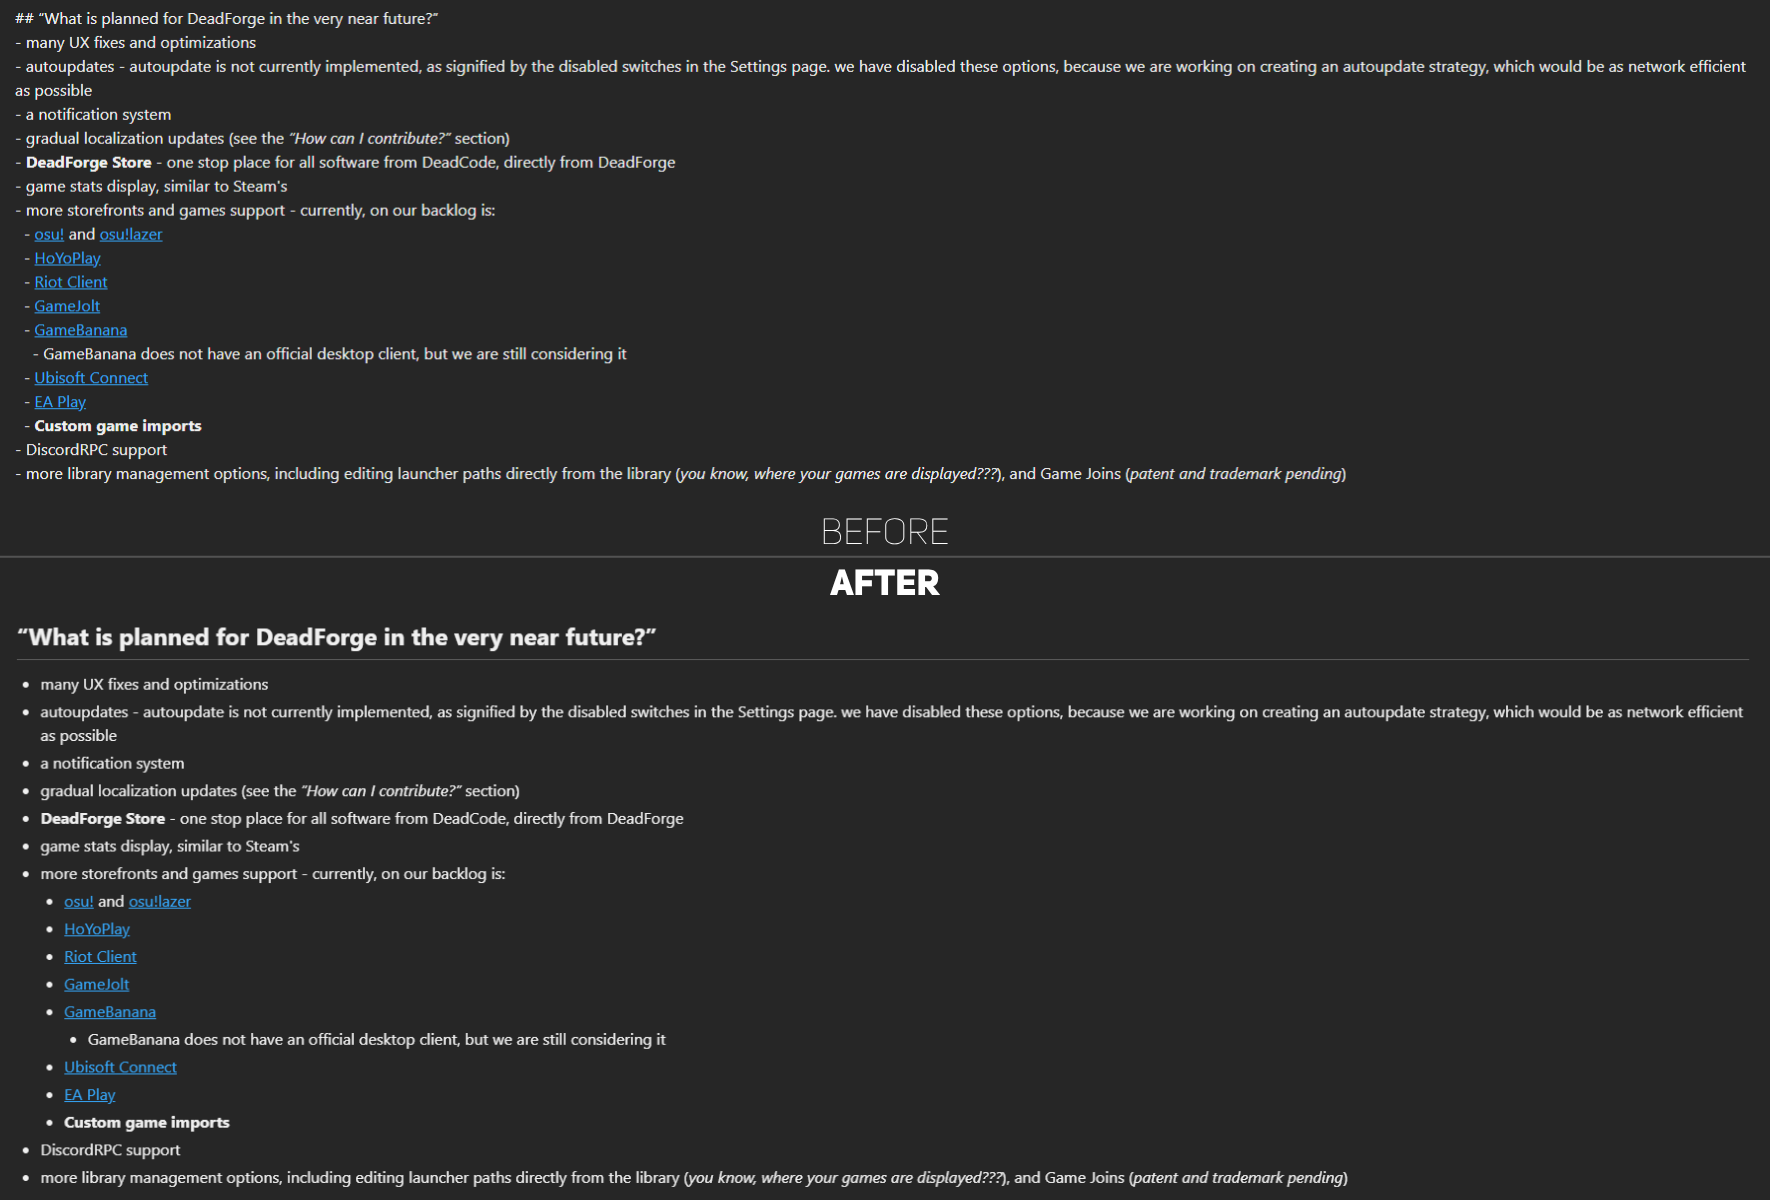 ## “What is planned for DeadForge in the very near future?”
- many UX fixes and optimizations
- autoupdates - autoupdate is not currently implemented, as signified by the disabled switches in the Settings page. we have disabled these options, because we are working on creating an autoupdate strategy, which would be as network efficient
as possible
- a notification system
- gradual localization updates (see the “How can I contribute?” section)
- DeadForge Store - one stop place for all software from DeadCode, directly from DeadForge
- game stats display, similar to Steam's
- more storefronts and games support - currently, on our backlog is:
- osu! and osu!lazer
- HoYoPlay
- Riot Client
- GameJolt
- GameBanana
- GameBanana does not have an official desktop client, but we are still considering it
- Ubisoft Connect
- EA Play
- Custom game imports
- DiscordRPC support
- more library management options, including editing launcher paths directly from the library (you know, where your games are displayed???), and Game Joins (patent and trademark pending)
BEFORE
AFTER
“What is planned for DeadForge in the very near future?”
• many UX fixes and optimizations
• autoupdates - autoupdate is not currently implemented, as signified by the disabled switches in the Settings page. we have disabled these options, because we are working on creating an autoupdate strategy, which would be as network efficient
as possible
• a notification system
• gradual localization updates (see the “How can I contribute?” section)
• DeadForge Store - one stop place for all software from DeadCode, directly from DeadForge
• game stats display, similar to Steam's
• more storefronts and games support - currently, on our backlog is:
• osu! and osu!lazer
• HoYoPlay
• Riot Client
• GameJolt
• GameBanana
• GameBanana does not have an official desktop client, but we are still considering it
• Ubisoft Connect
• EA Play
• Custom game imports
• DiscordRPC support
• more library management options, including editing launcher paths directly from the library (you know, where your games are displayed???), and Game Joins (patent and trademark pending)